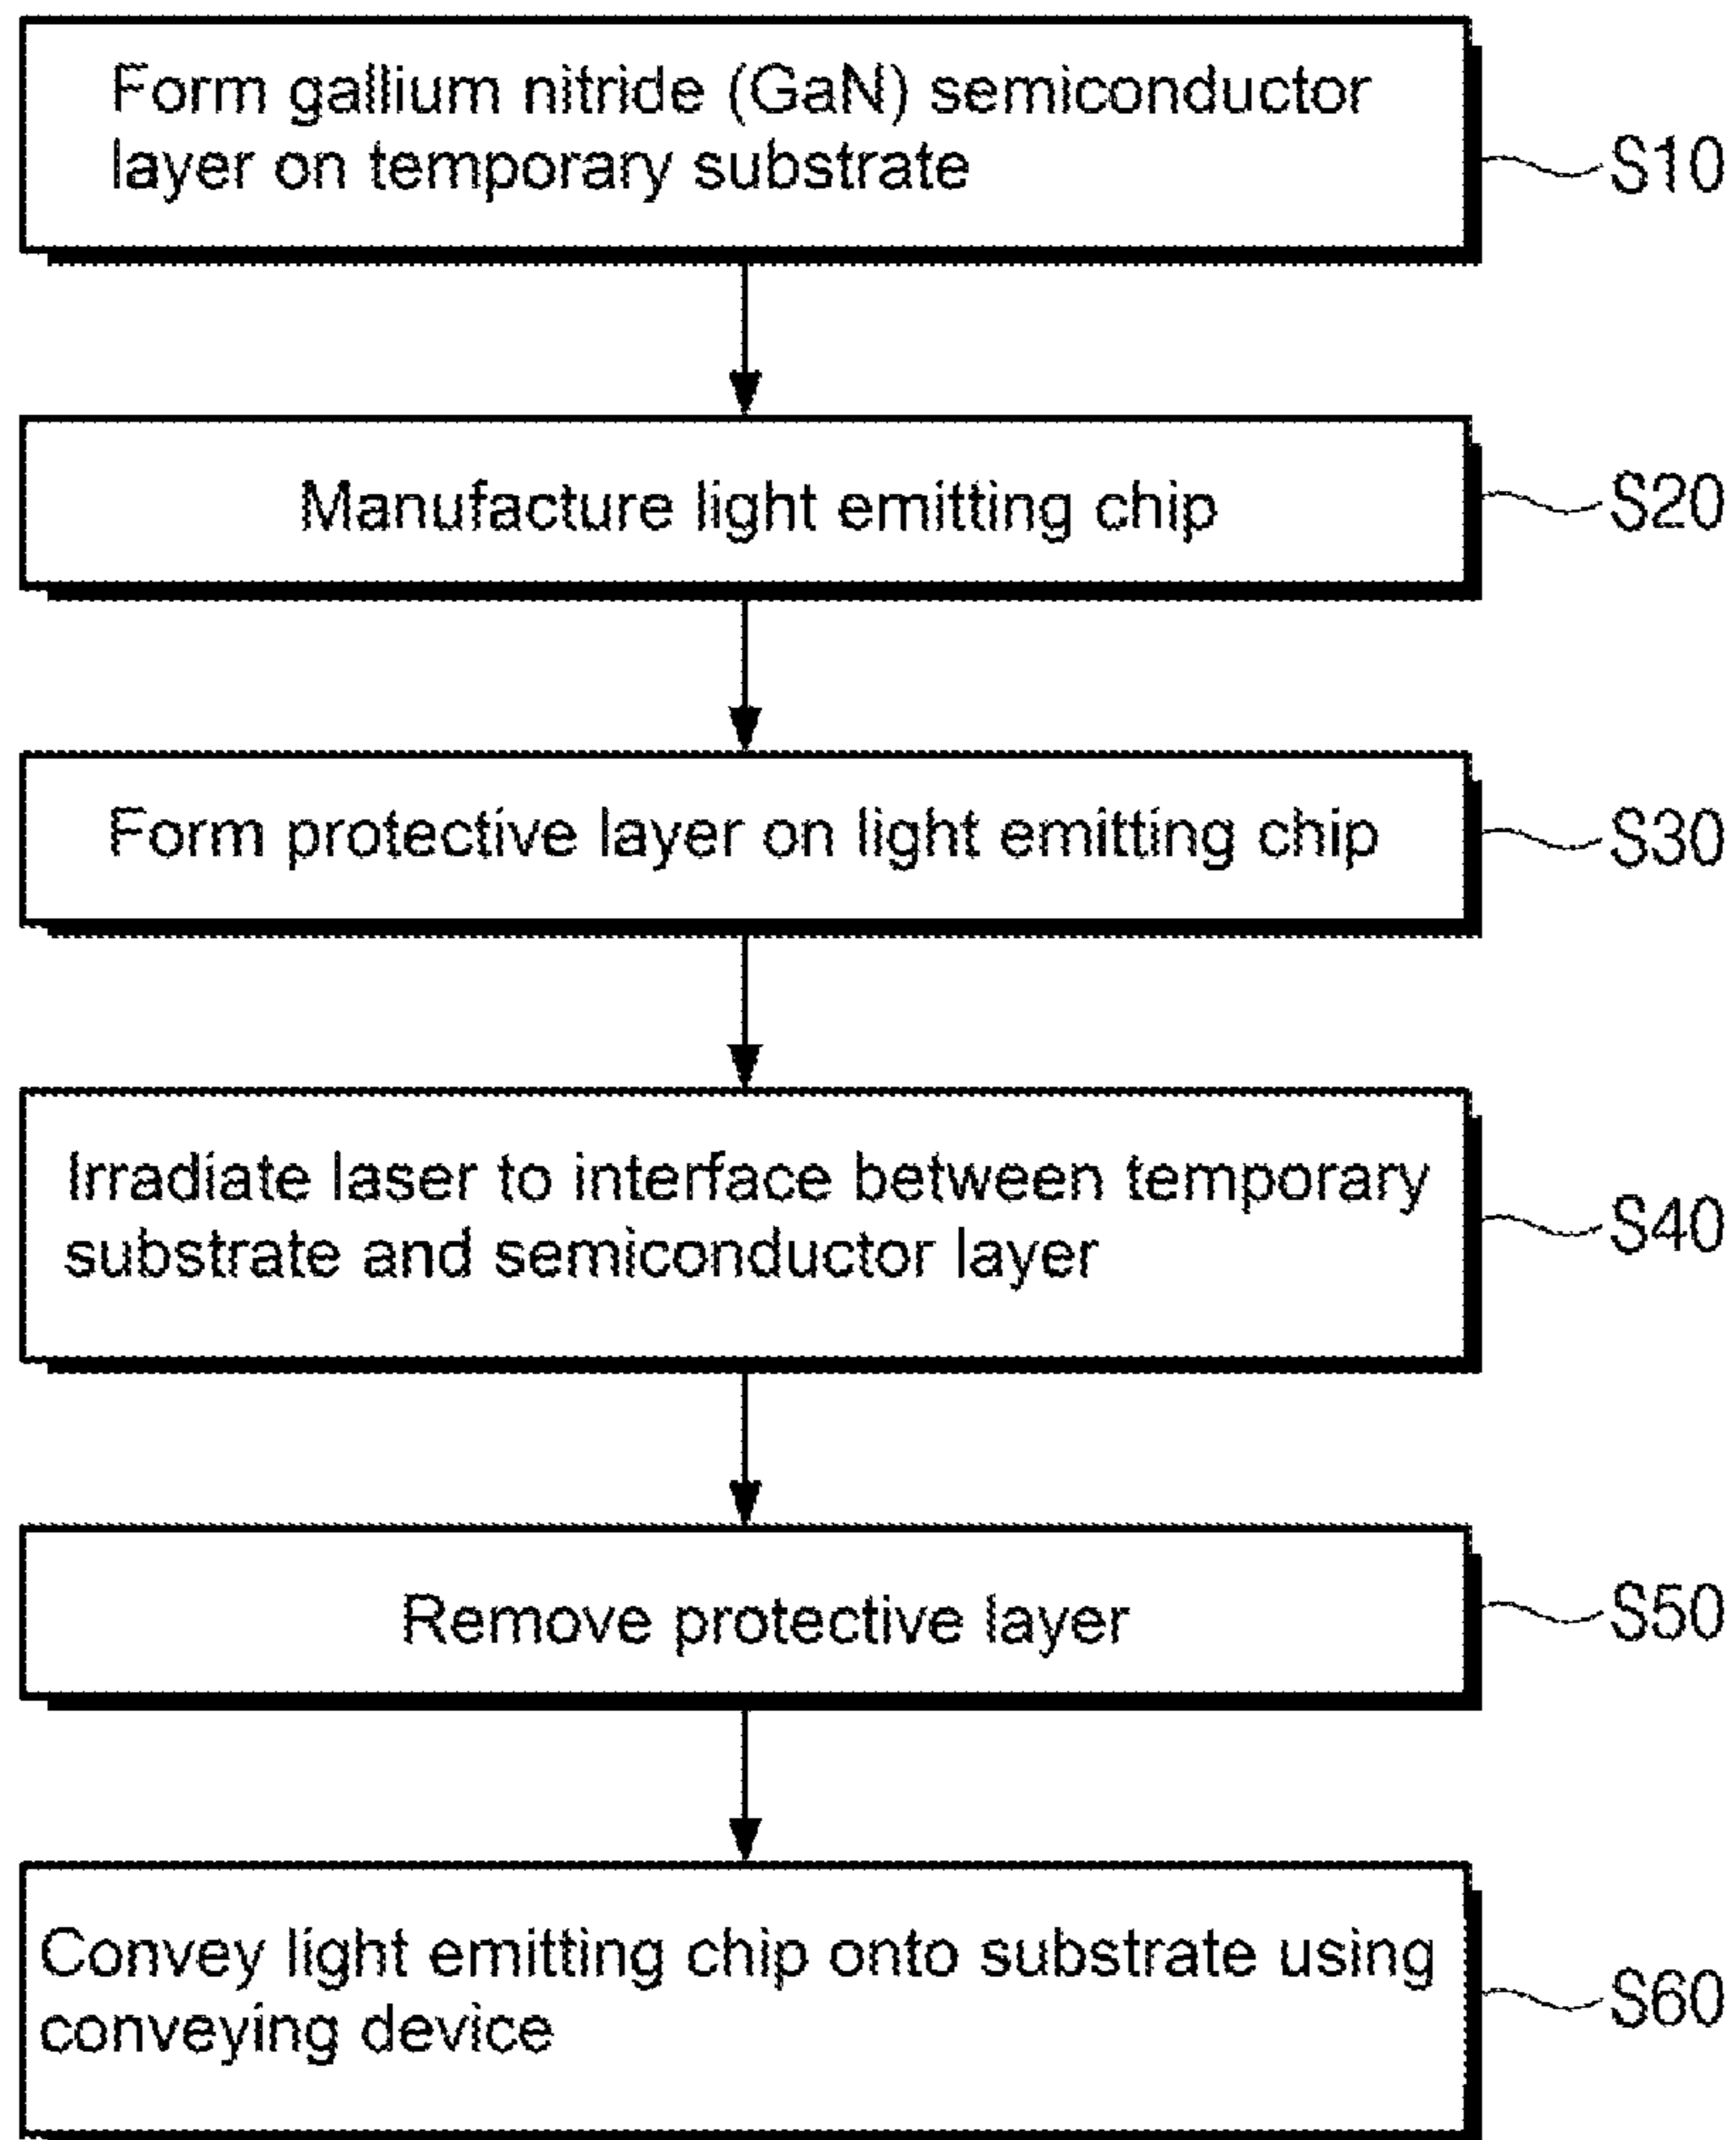 Form gallium nitride (GaN) semiconductor
layer on temporary substrate
S10
Manufacture light emitting chip
S20
Form protective layer on light emitting chip
S30
Irradiate laser to interface between temporary
substrate and semiconductor layer
S40
Remove protective layer
S50
Convey light emitting chip onto substrate using
conveying device
S60